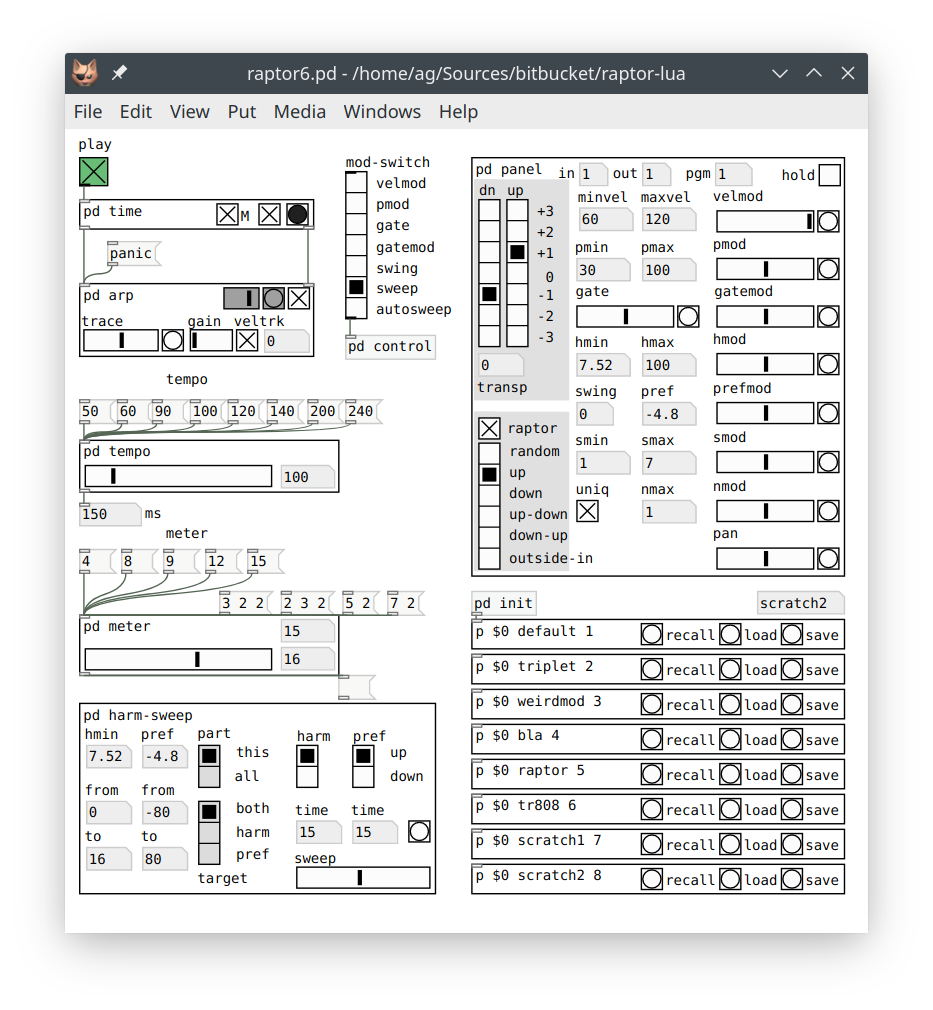 raptor6.pd - /home/ag/Sources/bitbucket/raptor-lua
File Edit View Put Media Windows Help
play
pd time
M
panic
pd arp
trace gain veltrk
0
mod-switch
velmod
pmod
gate
gatemod
swing
sweep
autosweep
pd control
tempo
50 60 90 100 120 140 200 240
pd tempo
100
150 ms
meter
4 8 9 12 15
3 2 2 2 3 2 5 2 7 2
pd meter
15
16
pd harm-sweep
hmin pref part harm pref
7.52 -4.8 this up
all down
from from
0 -80 both
to to harm
16 80 pref
target
time time
15 15
sweep
pd panel in 1 out 1 pgm 1 hold
dn up
+3
+2
+1
0
-1
-2
-3
0
transp
raptor
random
up
down
up-down
down-up
outside-in
minvel maxvel velmod
60 120
pmin pmax pmod
30 100
gate gatemod
hmin hmax hmod
7.52 100
swing pref prefmod
0 -4.8
smin smax smod
1 7
uniq nmax nmod
1
pan
pd init scratch2
p $0 default 1 recall load save
p $0 triplet 2 recall load save
p $0 weirdmod 3 recall load save
p $0 bla 4 recall load save
p $0 raptor 5 recall load save
p $0 tr808 6 recall load save
p $0 scratch1 7 recall load save
p $0 scratch2 8 recall load save